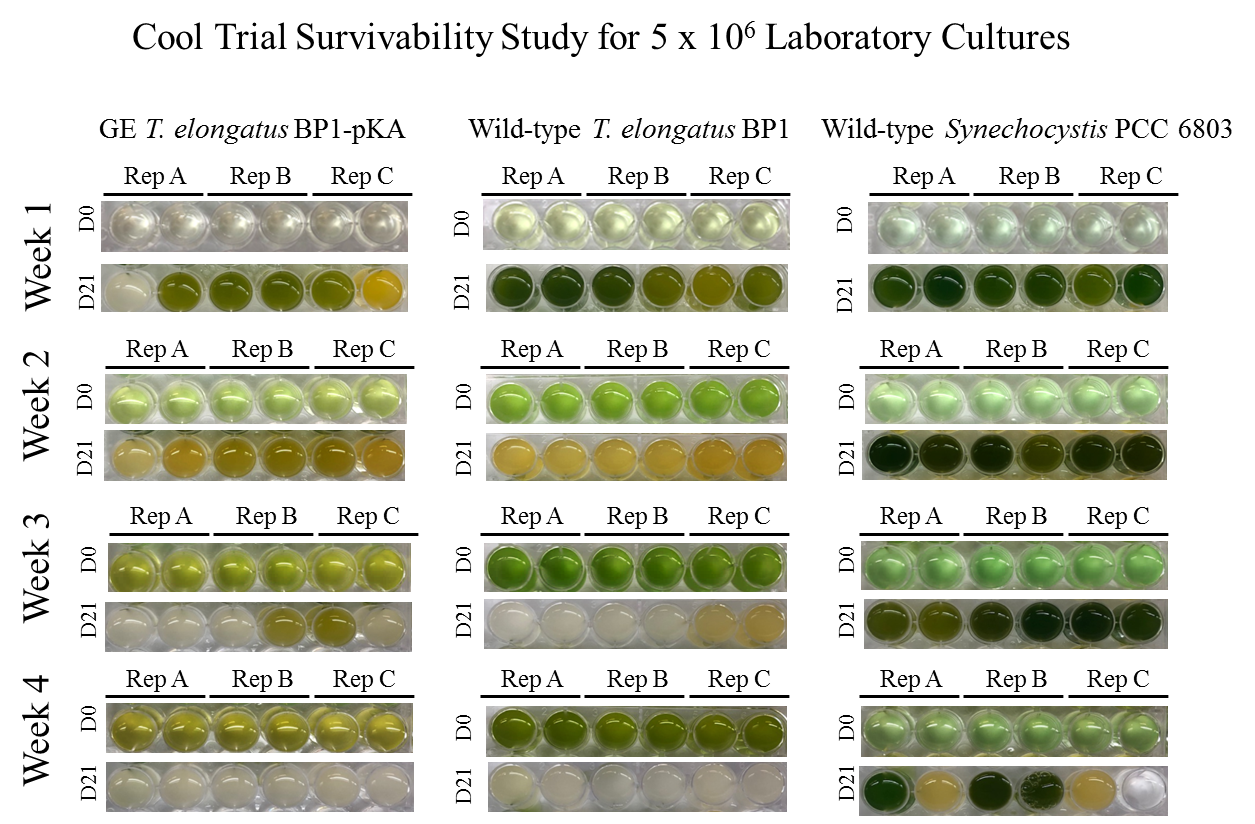 Cool Trial Survivability Study for 5 x 10⁶ Laboratory Cultures
GE T. elongatus BP1-pKA
Wild-type T. elongatus BP1
Wild-type Synechocystis PCC 6803
Week 1
Rep A Rep B Rep C
Rep A Rep B Rep C
Rep A Rep B Rep C
D0
D0
D0
D21
D21
D21
Week 2
Rep A Rep B Rep C
Rep A Rep B Rep C
Rep A Rep B Rep C
D0
D0
D0
D21
D21
D21
Week 3
Rep A Rep B Rep C
Rep A Rep B Rep C
Rep A Rep B Rep C
D0
D0
D0
D21
D21
D21
Week 4
Rep A Rep B Rep C
Rep A Rep B Rep C
Rep A Rep B Rep C
D0
D0
D0
D21
D21
D21